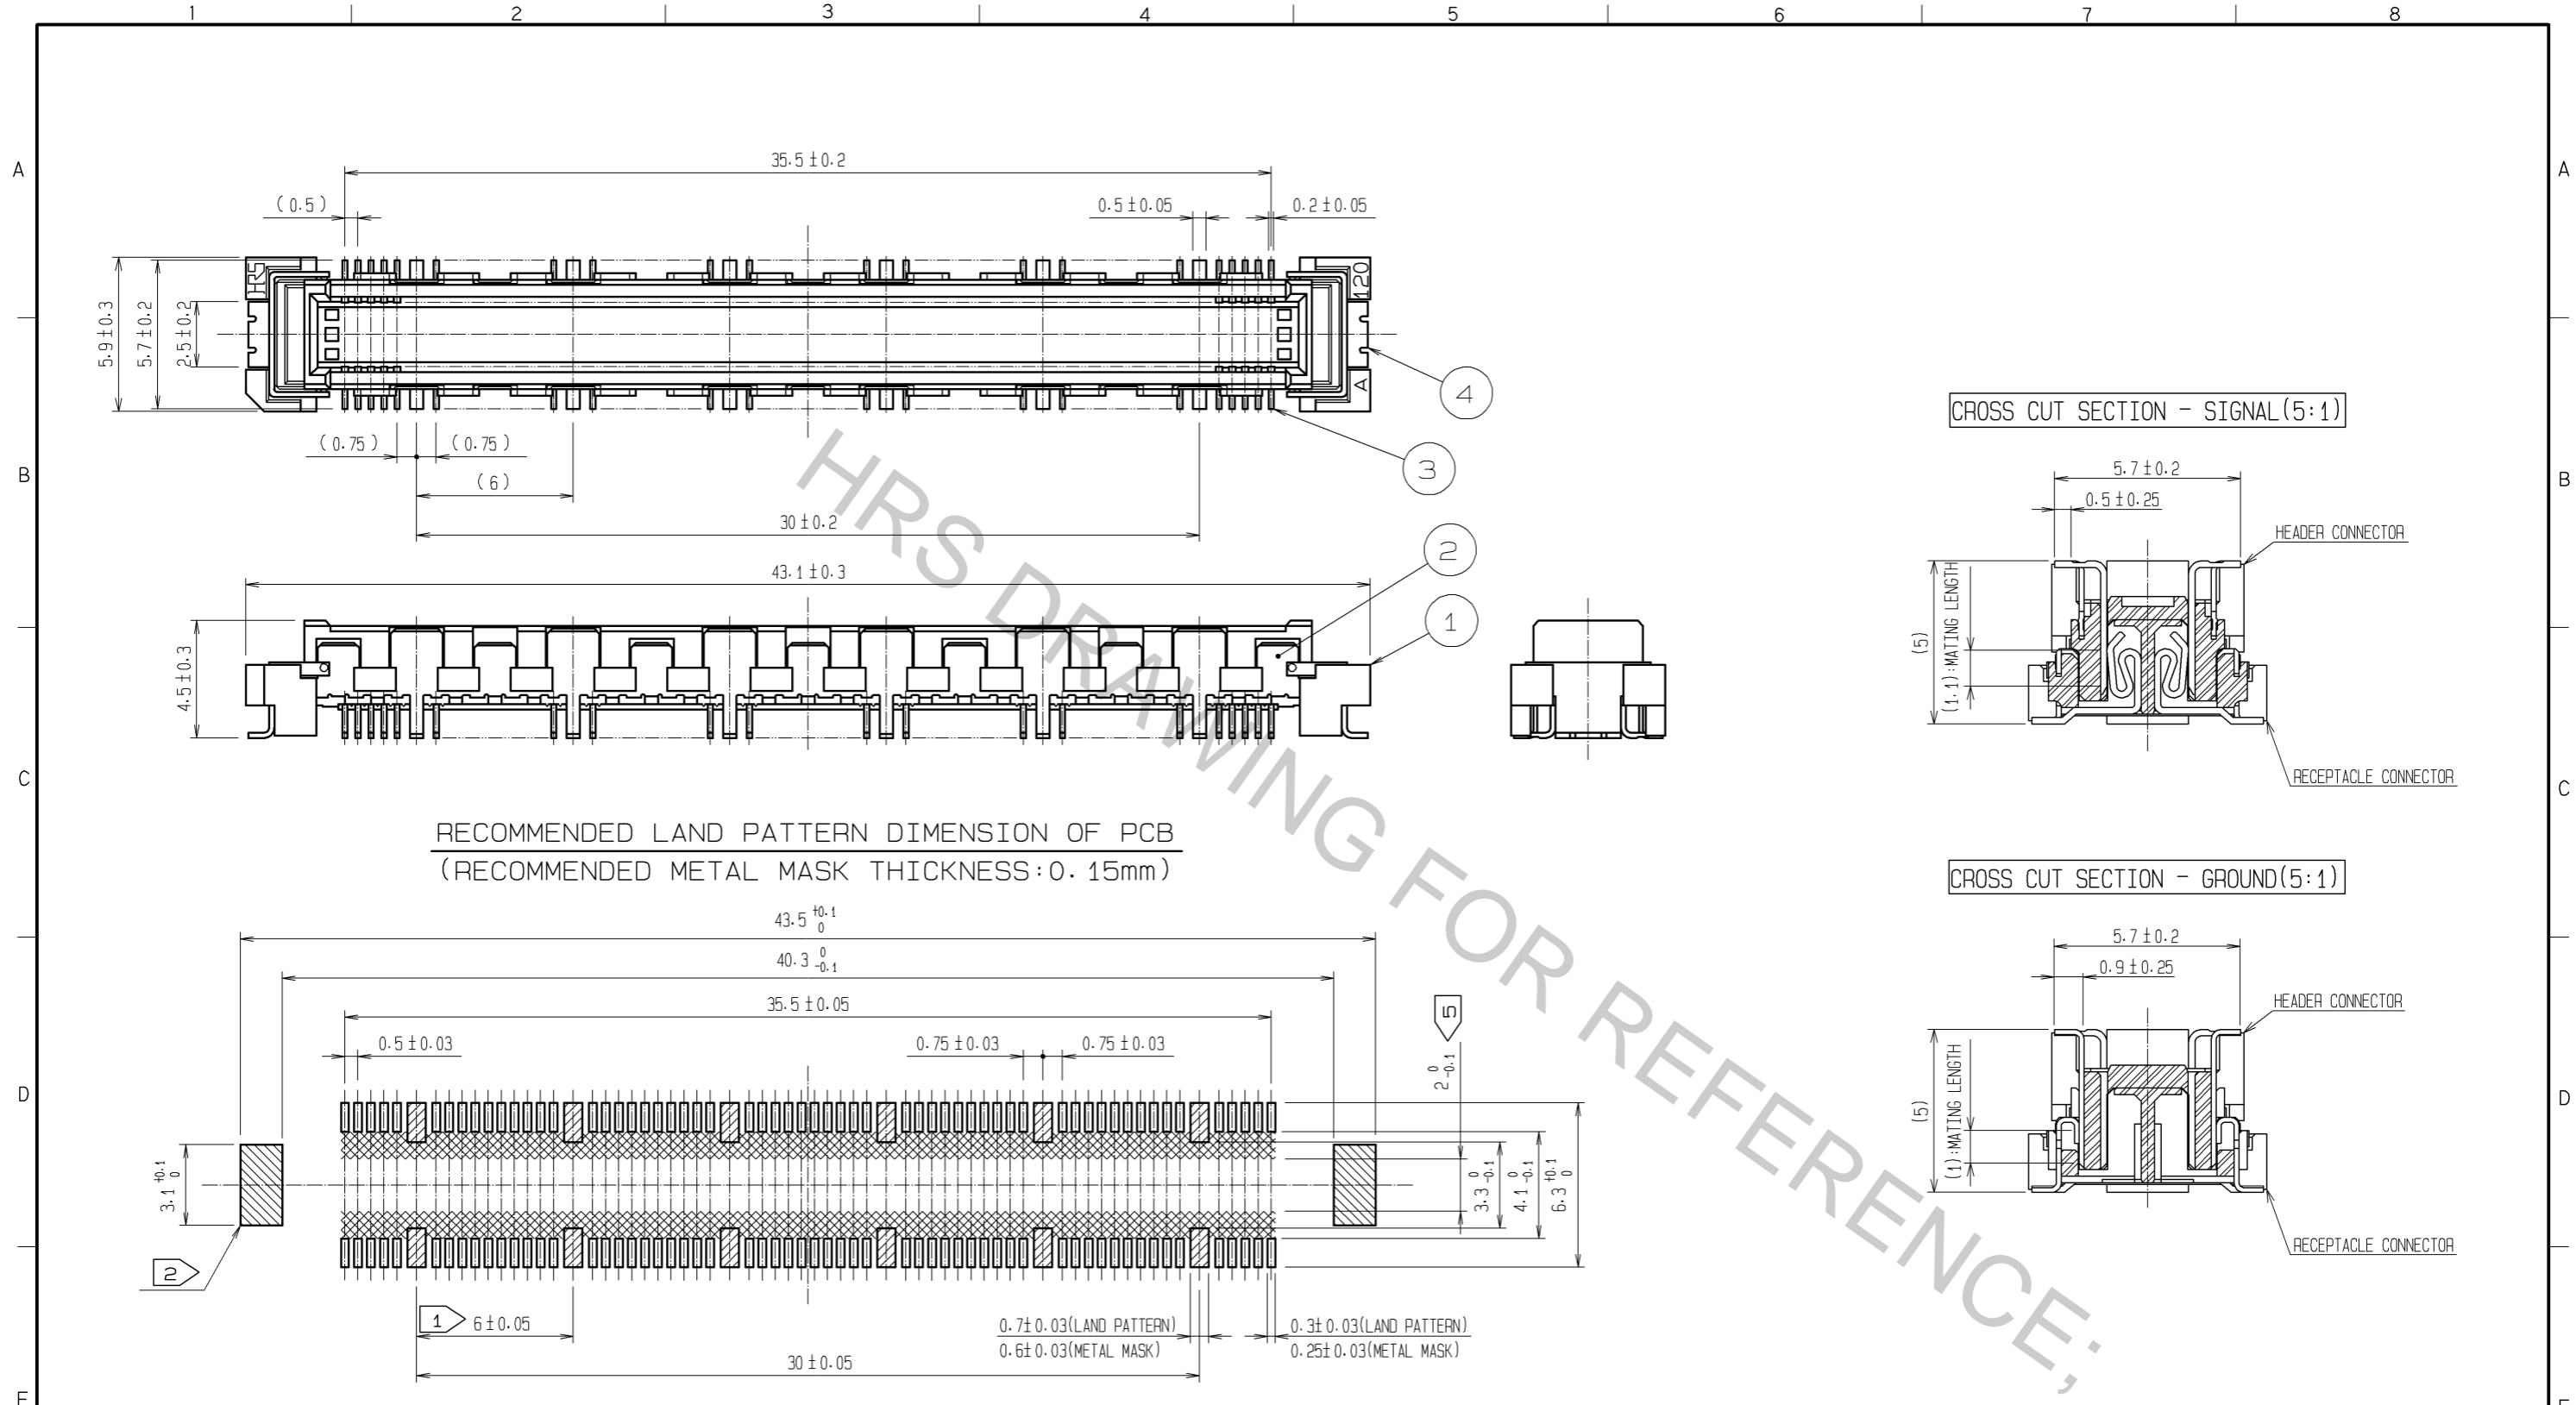 1 2 3 4 5 6 7 8
A A
35.5±0.2
(0.5) 0.5±0.05 0.2±0.05
HRS 120
5.9±0.3 5.7±0.2 2.5±0.2
A
4
3
(0.75) (0.75)
(6)
30±0.2
B B
CROSS CUT SECTION - SIGNAL(5:1)
5.7±0.2
0.5±0.25
HEADER CONNECTOR
(5)
(1.1):MATING LENGTH
RECEPTACLE CONNECTOR
2
43.1±0.3
1
4.5±0.3
C C
RECOMMENDED LAND PATTERN DIMENSION OF PCB
(RECOMMENDED METAL MASK THICKNESS:0.15mm)
CROSS CUT SECTION - GROUND(5:1)
5.7±0.2
0.9±0.25
HEADER CONNECTOR
(5)
(1):MATING LENGTH
RECEPTACLE CONNECTOR
43.5 +0.1 0
40.3 0 -0.1
35.5±0.05
0.5±0.03 0.75±0.03 0.75±0.03
5
2 0 -0.1
D D
3.1 +0.1 0
3.3 0 -0.1
4.1 0 -0.1
6.3 +0.1 0
2
1 6±0.05
0.7±0.03(LAND PATTERN)
0.6±0.03(METAL MASK)
0.3±0.03(LAND PATTERN)
0.25±0.03(METAL MASK)
30±0.05
HRS DRAWING FOR REFERENCE;